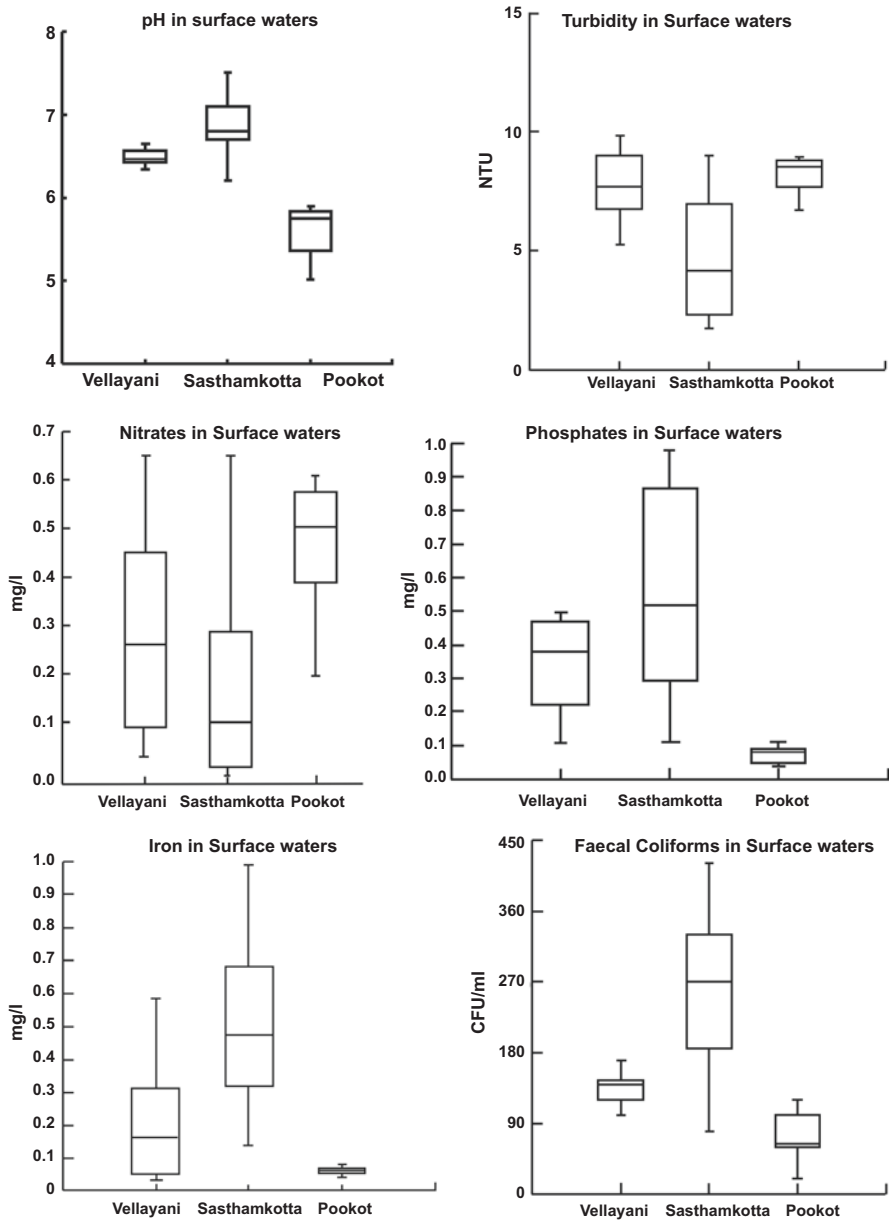 pH in surface waters
8
7
6
5
4
Vellayani Sasthamkotta Pookot
Turbidity in Surface waters
15
10
5
0
NTU
Vellayani Sasthamkotta Pookot
Nitrates in Surface waters
0.7
0.6
0.5
0.4
0.3
0.2
0.1
0.0
mg/l
Vellayani Sasthamkotta Pookot
Phosphates in Surface waters
1.0
0.9
0.8
0.7
0.6
0.5
0.4
0.3
0.2
0.1
0.0
mg/l
Vellayani Sasthamkotta Pookot
Iron in Surface waters
1.0
0.9
0.8
0.7
0.6
0.5
0.4
0.3
0.2
0.1
0
mg/l
Vellayani Sasthamkotta Pookot
Faecal Coliforms in Surface waters
450
360
270
180
90
0
CFU/ml
Vellayani Sasthamkotta Pookot